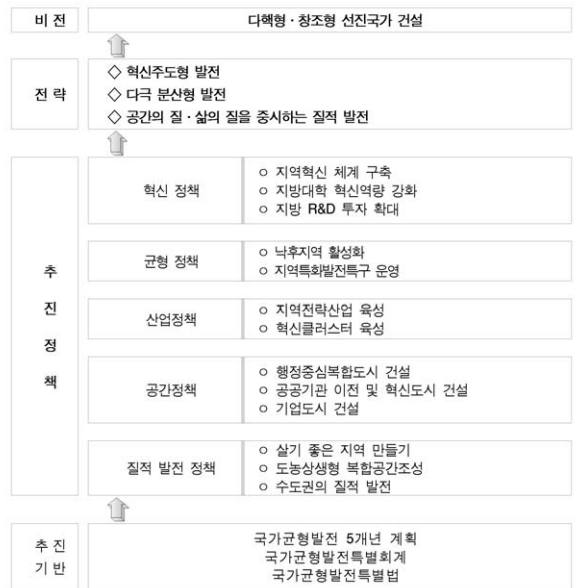 비 전
다핵형 · 창조형 선진국가 건설
전 략
◇ 혁신주도형 발전
◇ 다극 분산형 발전
◇ 공간의 질 · 삶의 질을 중시하는 질적 발전
추
진
정
책
혁신 정책
ㅇ 지역혁신 체계 구축
ㅇ 지방대학 혁신역량 강화
ㅇ 지방 R&D 투자 확대
균형 정책
ㅇ 낙후지역 활성화
ㅇ 지역특화발전특구 운영
산업정책
ㅇ 지역전략산업 육성
ㅇ 혁신클러스터 육성
공간정책
ㅇ 행정중심복합도시 건설
ㅇ 공공기관 이전 및 혁신도시 건설
ㅇ 기업도시 건설
질적 발전 정책
ㅇ 살기 좋은 지역 만들기
ㅇ 도농상생형 복합공간조성
ㅇ 수도권의 질적 발전
추 진
기 반
국가균형발전 5개년 계획
국가균형발전특별회계
국가균형발전특별법